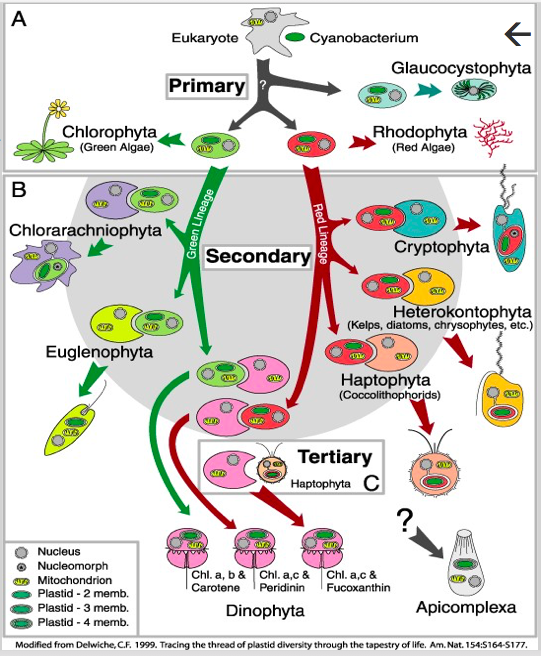 A
Eukaryote
Cyanobacterium
Primary
?
Glaucocystophyta
Chlorophyta
(Green Algae)
Rhodophyta
(Red Algae)
B
Green Lineage
Red Lineage
Chlorarachniophyta
Secondary
Cryptophyta
Heterokontophyta
(Kelps, diatoms, chrysophytes, etc.)
Euglenophyta
Haptophyta
(Coccolithophorids)
Tertiary
Haptophyta
C
?
Nucleus
Nucleomorph
Mitochondrion
Plastid - 2 memb.
Plastid - 3 memb.
Plastid - 4 memb.
Chl. a, b &
Carotene
Chl. a,c &
Peridinin
Chl. a,c &
Fucoxanthin
Dinophyta
Apicomplexa
Modified from Delwiche, C.F. 1999. Tracing the thread of plastid diversity through the tapestry of life. Am. Nat. 154:S164-S177.